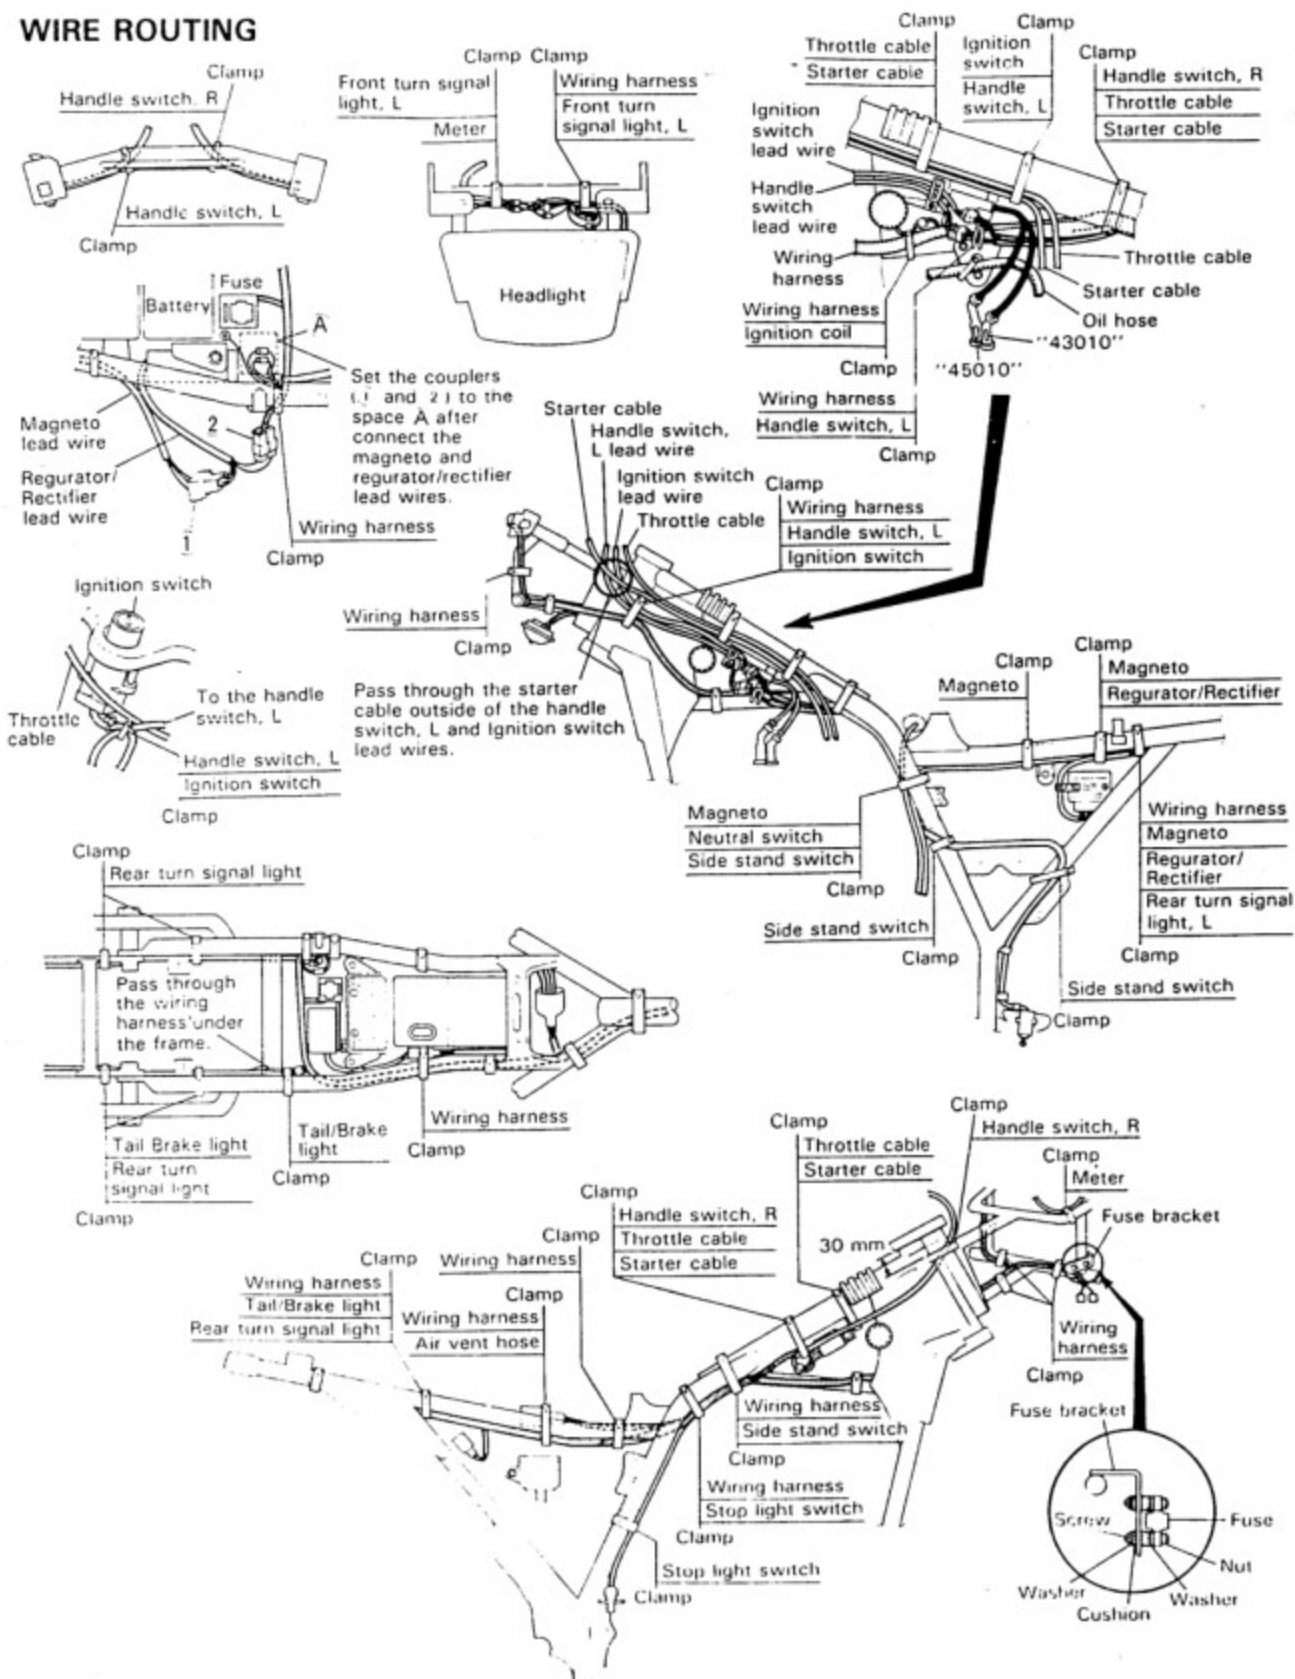 WIRE ROUTING
Clamp
Handle switch. R
Handle switch, L
Clamp
Clamp Clamp
Front turn signal
light, L
Meter
Wiring harness
Front turn
signal light, L
Headlight
Clamp
Throttle cable
Starter cable
Clamp
Ignition
switch
Handle
switch, L
Clamp
Handle switch, R
Throttle cable
Starter cable
Ignition
switch
lead wire
Handle
switch
lead wire
Wiring
harness
Wiring harness
Ignition coil
Clamp
Wiring harness
Handle switch, L
Clamp
Throttle cable
Starter cable
Oil hose
"43010"
"45010"
Fuse
Battery
A
Magneto
lead wire
2
Regurator/
Rectifier
lead wire
1
Set the couplers
(1 and 2) to the
space A after
connect the
magneto and
regurator/rectifier
lead wires.
Wiring harness
Clamp
Starter cable
Handle switch,
L lead wire
Ignition switch
lead wire
Throttle cable
Clamp
Wiring harness
Handle switch, L
Ignition switch
Wiring harness
Clamp
Pass through the starter
cable outside of the handle
switch, L and Ignition switch
lead wires.
Ignition switch
Throttle
cable
To the handle
switch, L
Handle switch, L
Ignition switch
Clamp
Clamp
Magneto
Clamp
Magneto
Regurator/Rectifier
Magneto
Neutral switch
Side stand switch
Clamp
Side stand switch
Clamp
Wiring harness
Magneto
Regurator/
Rectifier
Rear turn signal
light, L
Clamp
Side stand switch
Clamp
Clamp
Rear turn signal light
Pass through
the wiring
harness under
the frame.
Tail Brake light
Rear turn
signal light
Clamp
Tail/Brake
light
Clamp
Wiring harness
Clamp
Clamp
Handle switch, R
Clamp
Throttle cable
Starter cable
Clamp
Meter
Fuse bracket
Clamp
Handle switch, R
Throttle cable
Starter cable
30 mm
Clamp
Wiring harness
Clamp
Wiring harness
Tail/Brake light
Rear turn signal light
Clamp
Wiring harness
Air vent hose
Wiring
harness
Clamp
Wiring harness
Side stand switch
Clamp
Wiring harness
Stop light switch
Clamp
Stop light switch
Clamp
Fuse bracket
Screw
Fuse
Nut
Washer
Washer
Cushion